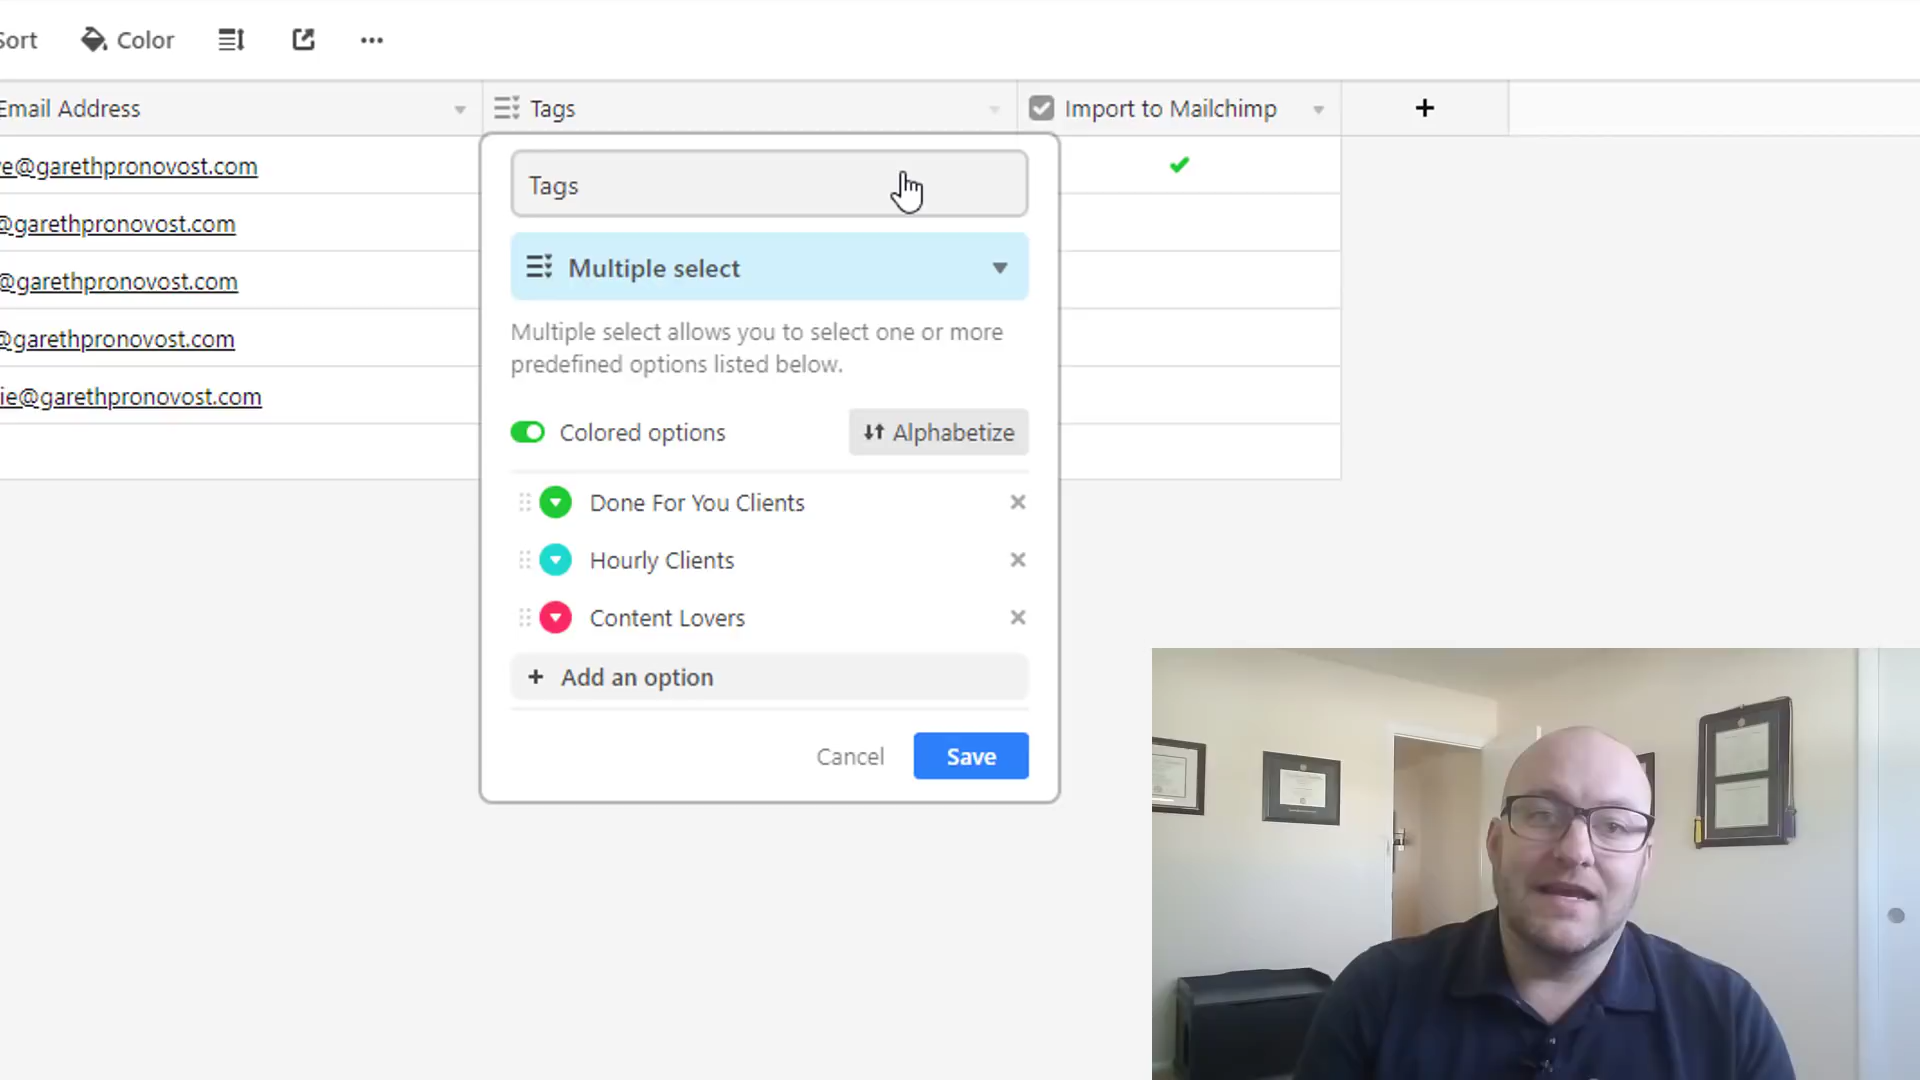 Sort
Color
Email Address
Tags
Import to Mailchimp
e@garethpronovost.com
@garethpronovost.com
@garethpronovost.com
@garethpronovost.com
ie@garethpronovost.com
Tags
Multiple select
Multiple select allows you to select one or more
predefined options listed below.
Colored options
Alphabetize
Done For You Clients
Hourly Clients
Content Lovers
Add an option
Cancel
Save